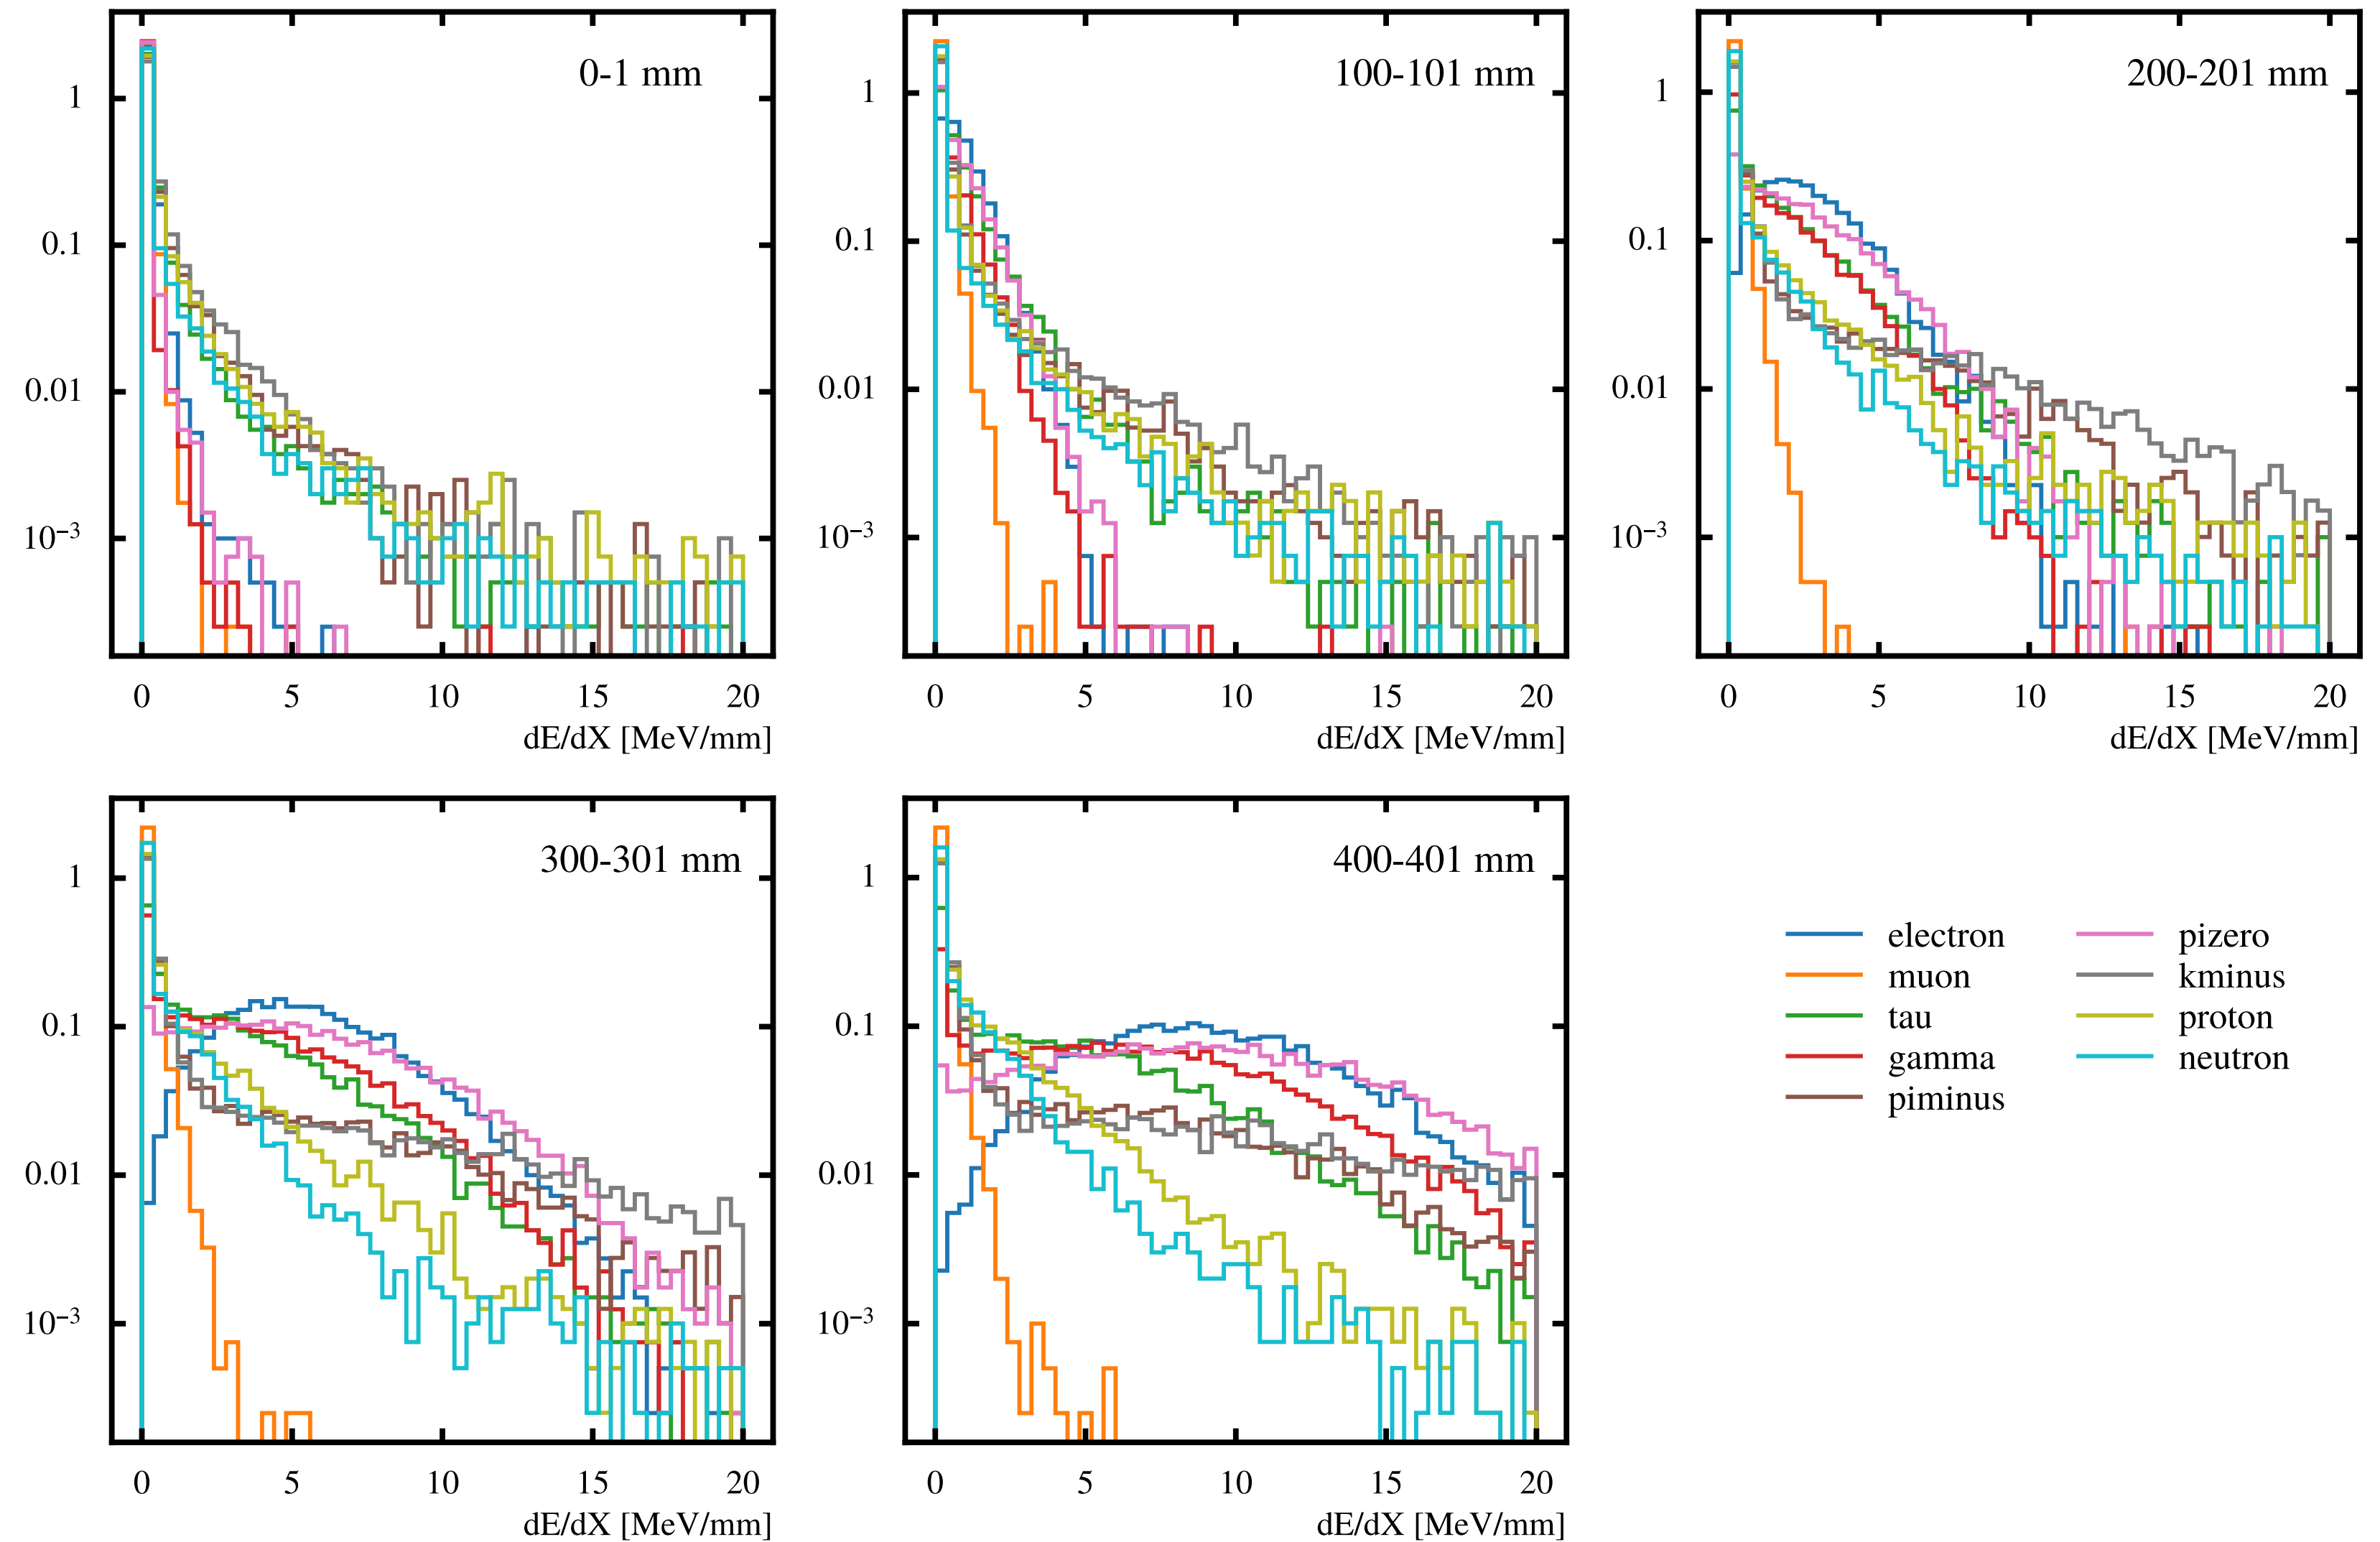 0-1 mm
1
0.1
0.01
10⁻³
0 5 10 15 20
dE/dX [MeV/mm]
100-101 mm
1
0.1
0.01
10⁻³
0 5 10 15 20
dE/dX [MeV/mm]
200-201 mm
1
0.1
0.01
10⁻³
0 5 10 15 20
dE/dX [MeV/mm]
300-301 mm
1
0.1
0.01
10⁻³
0 5 10 15 20
dE/dX [MeV/mm]
400-401 mm
1
0.1
0.01
10⁻³
0 5 10 15 20
dE/dX [MeV/mm]
electron
muon
tau
gamma
piminus
pizero
kminus
proton
neutron